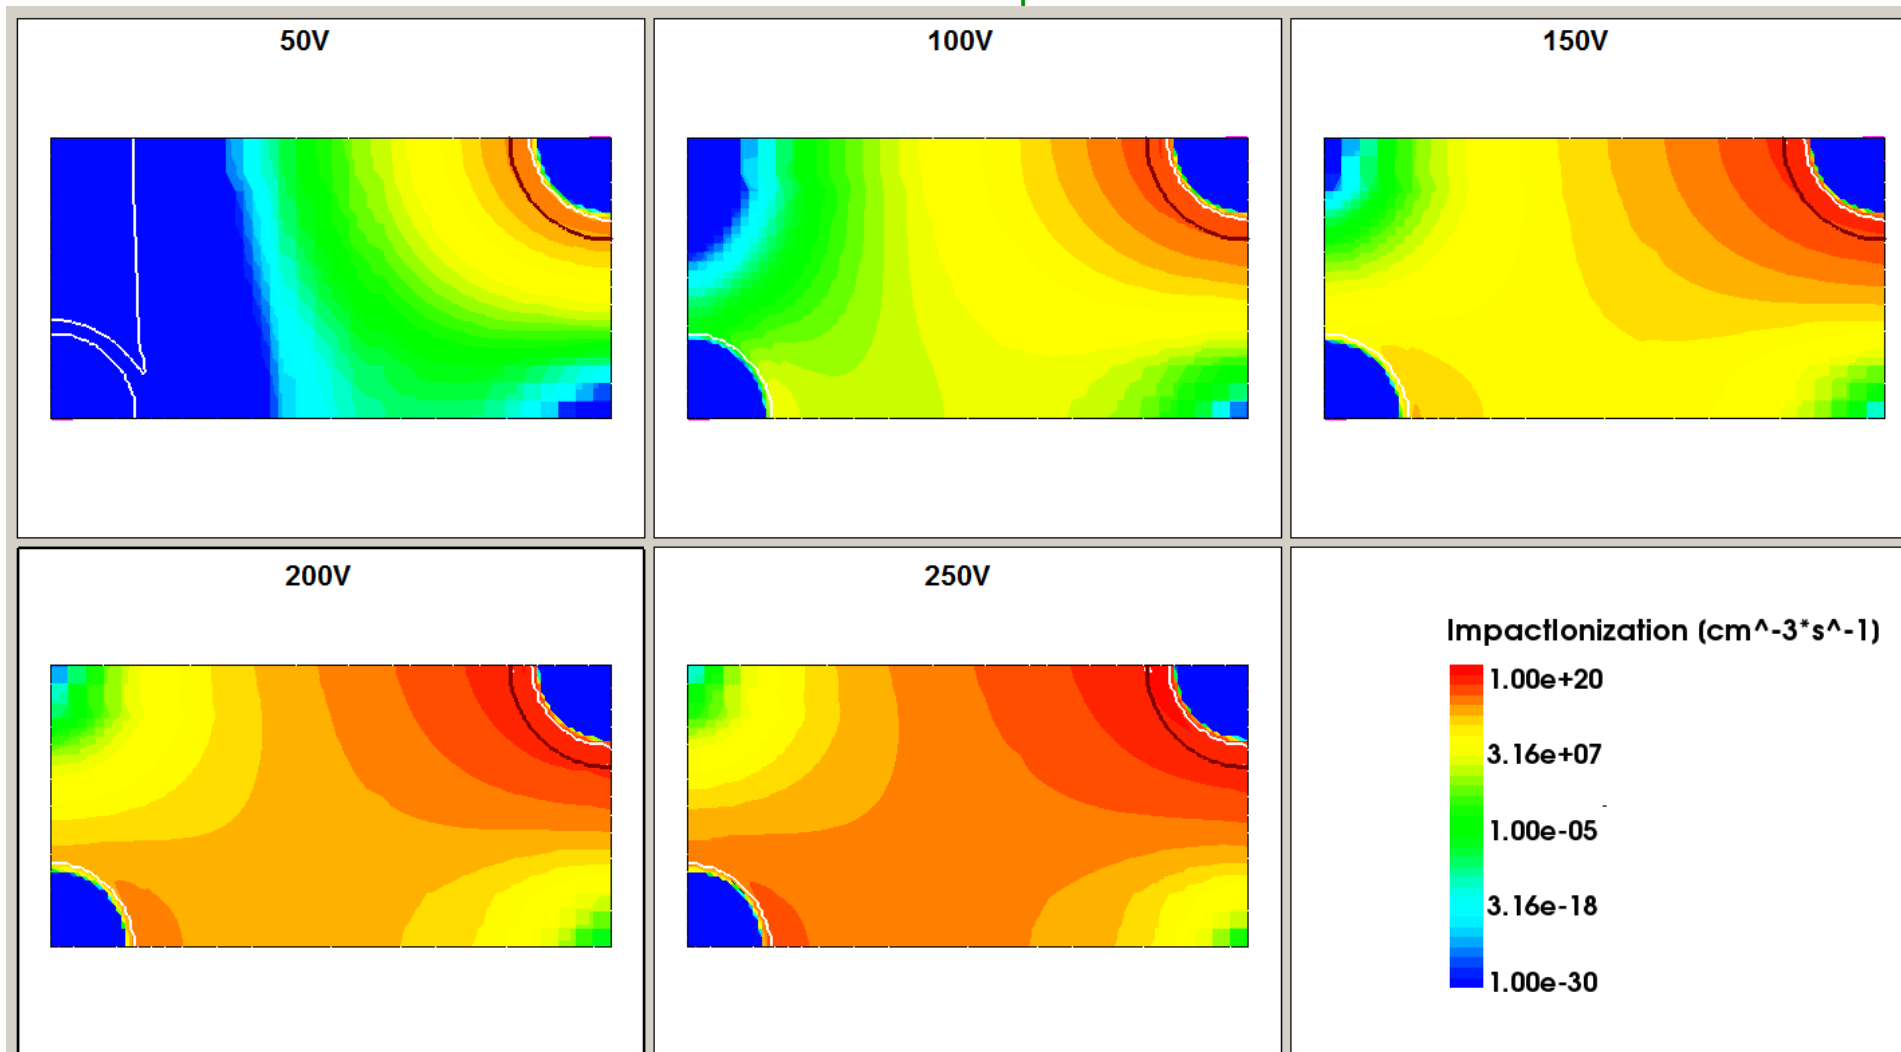 50V
100V
150V
200V
250V
ImpactIonization (cm^-3*s^-1)
1.00e+20
3.16e+07
1.00e-05
3.16e-18
1.00e-30